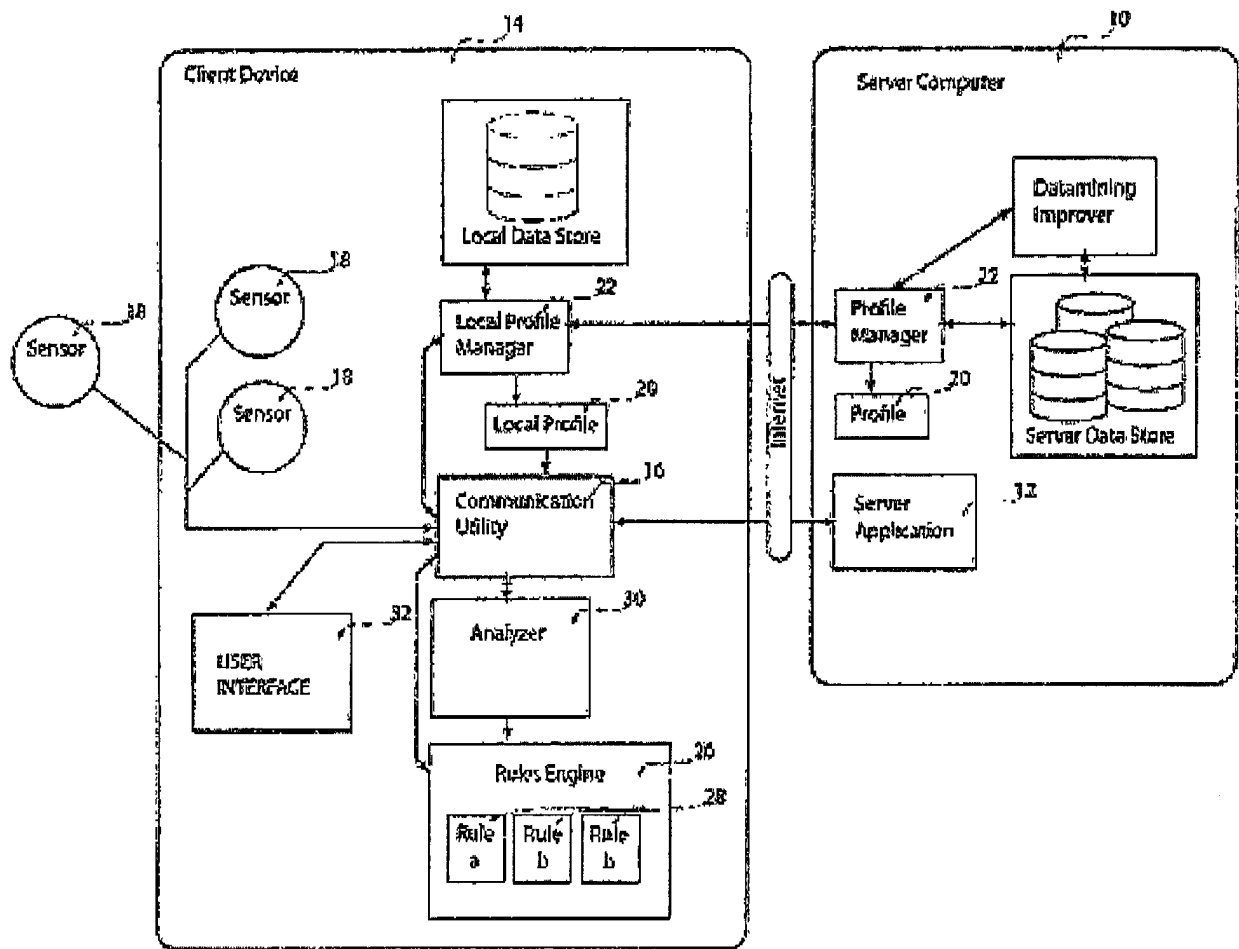 14
10
Client Device
Server Computer
Local Data Store
Datamining
Improver
18
Sensor
18
Sensor
18
Sensor
22
Local Profile
Manager
22
Profile
Manager
20
Local Profile
20
Profile
Server Data Store
Internet
16
Communication
Utility
Server
Application
32
USER
INTERFACE
30
Analyzer
26
Rules Engine
28
Rule
a
Rule
b
Rule
b